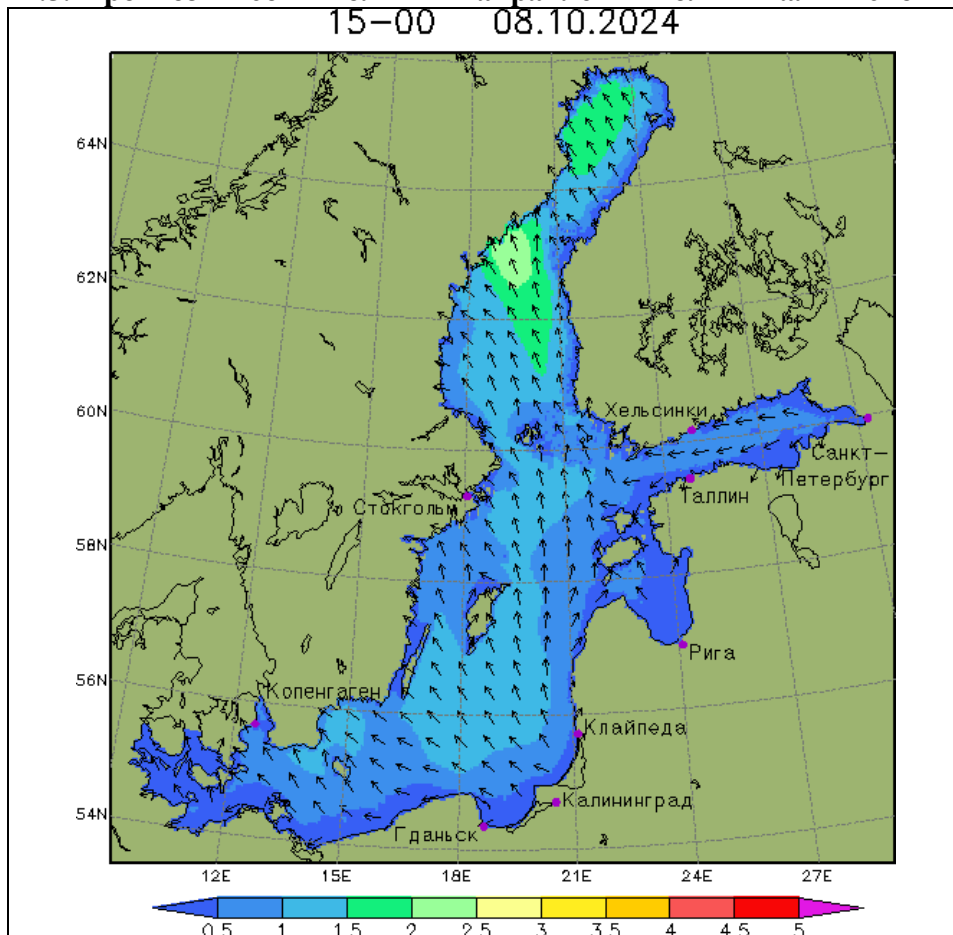 15-00 08.10.2024
64N
62N
60N
58N
56N
54N
Хельсинки
Санкт-
Петербург
Таллин
Стокгольм
Рига
Копенгаген
Клайпеда
Калининград
Гданьск
12E 15E 18E 21E 24E 27E
0.5 1 1.5 2 2.5 3 3.5 4 4.5 5